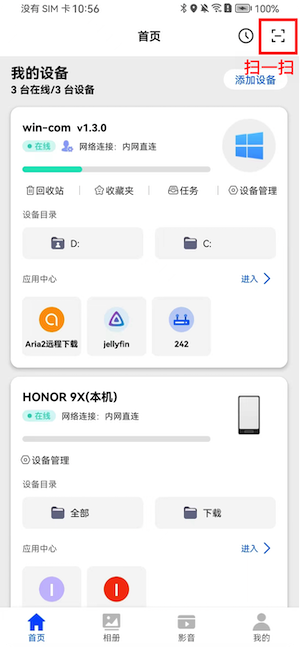 没有 SIM 卡 10:56
100%
首页
扫一扫
我的设备
3 台在线/3 台设备
添加设备
win-com v1.3.0
在线
网络连接：内网直连
回收站 收藏夹 任务 设备管理
设备目录
D: C:
应用中心 进入
Aria2远程下载 jellyfin 242
HONOR 9X(本机)
在线 网络连接：内网直连
设备管理
设备目录
全部 下载
应用中心 进入
I I
首页 相册 影音 我的